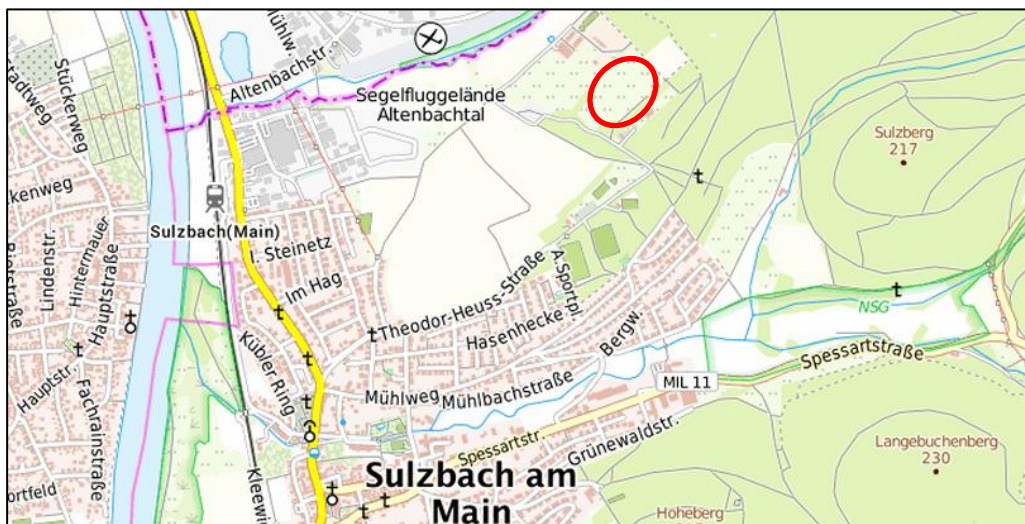 Mühlw.
Altenbachstr.
Stückerweg
Segelfluggelände
Altenbachtal
Sulzberg
217
Sulzbach(Main)
Lindenstr.
Hintermauer
Hauptstraße
I. Steinetz
Im Hag
Theodor-Heuss-Straße
A.Sportpl.
Hasenhecke
Bergw.
NSG
Spessartstraße
Kübler Ring
MIL 11
Hauptstr.
Fachrainstraße
Mühlweg
Mühlbachstraße
Spessartstr.
Grünewaldstr.
Langebuchenberg
230
Sulzbach am
Main
Hoheberg